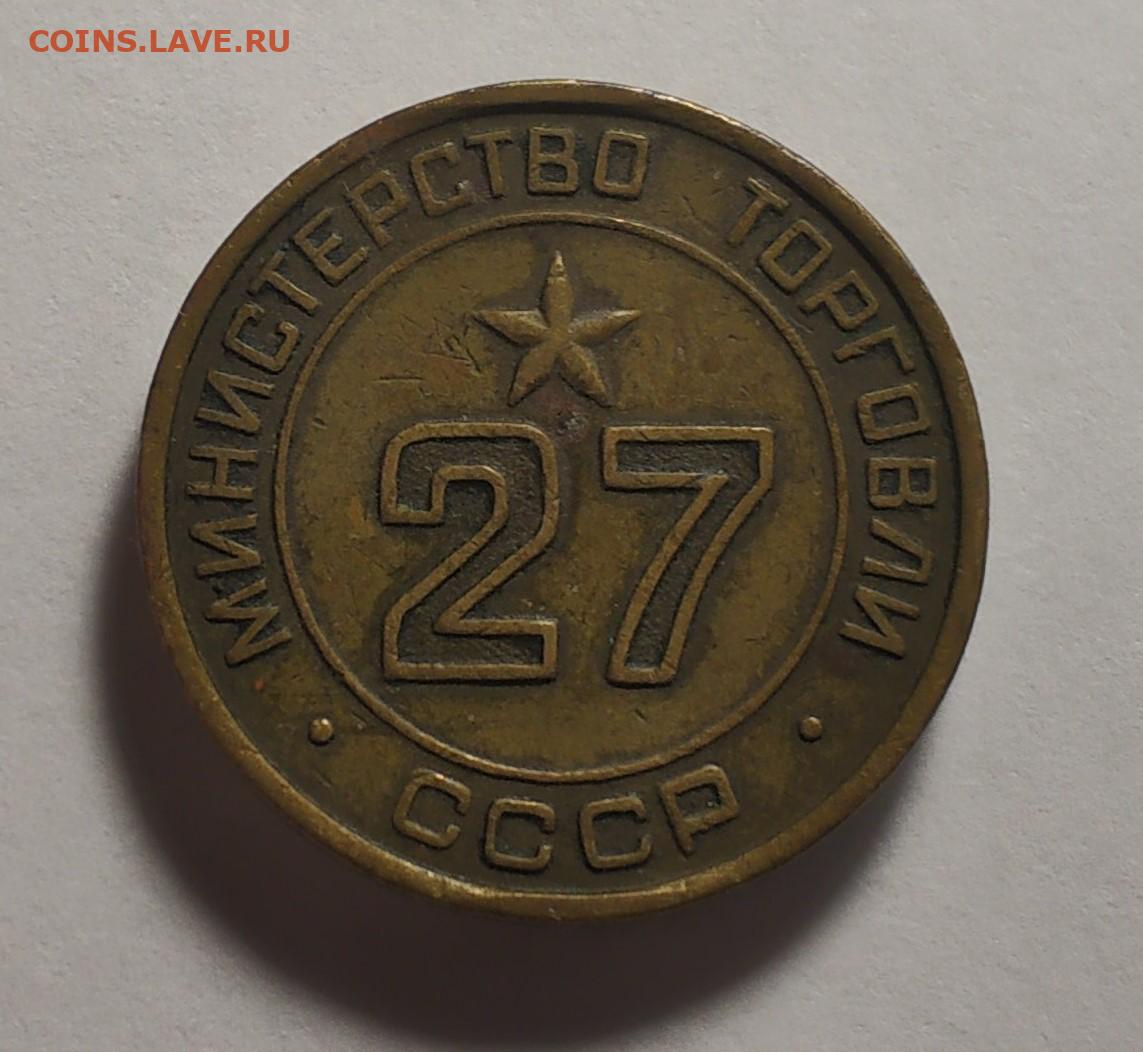 COINS.LAVE.RU
МИНИСТЕРСТВО ТОРГОВЛИ
27
· СССР ·